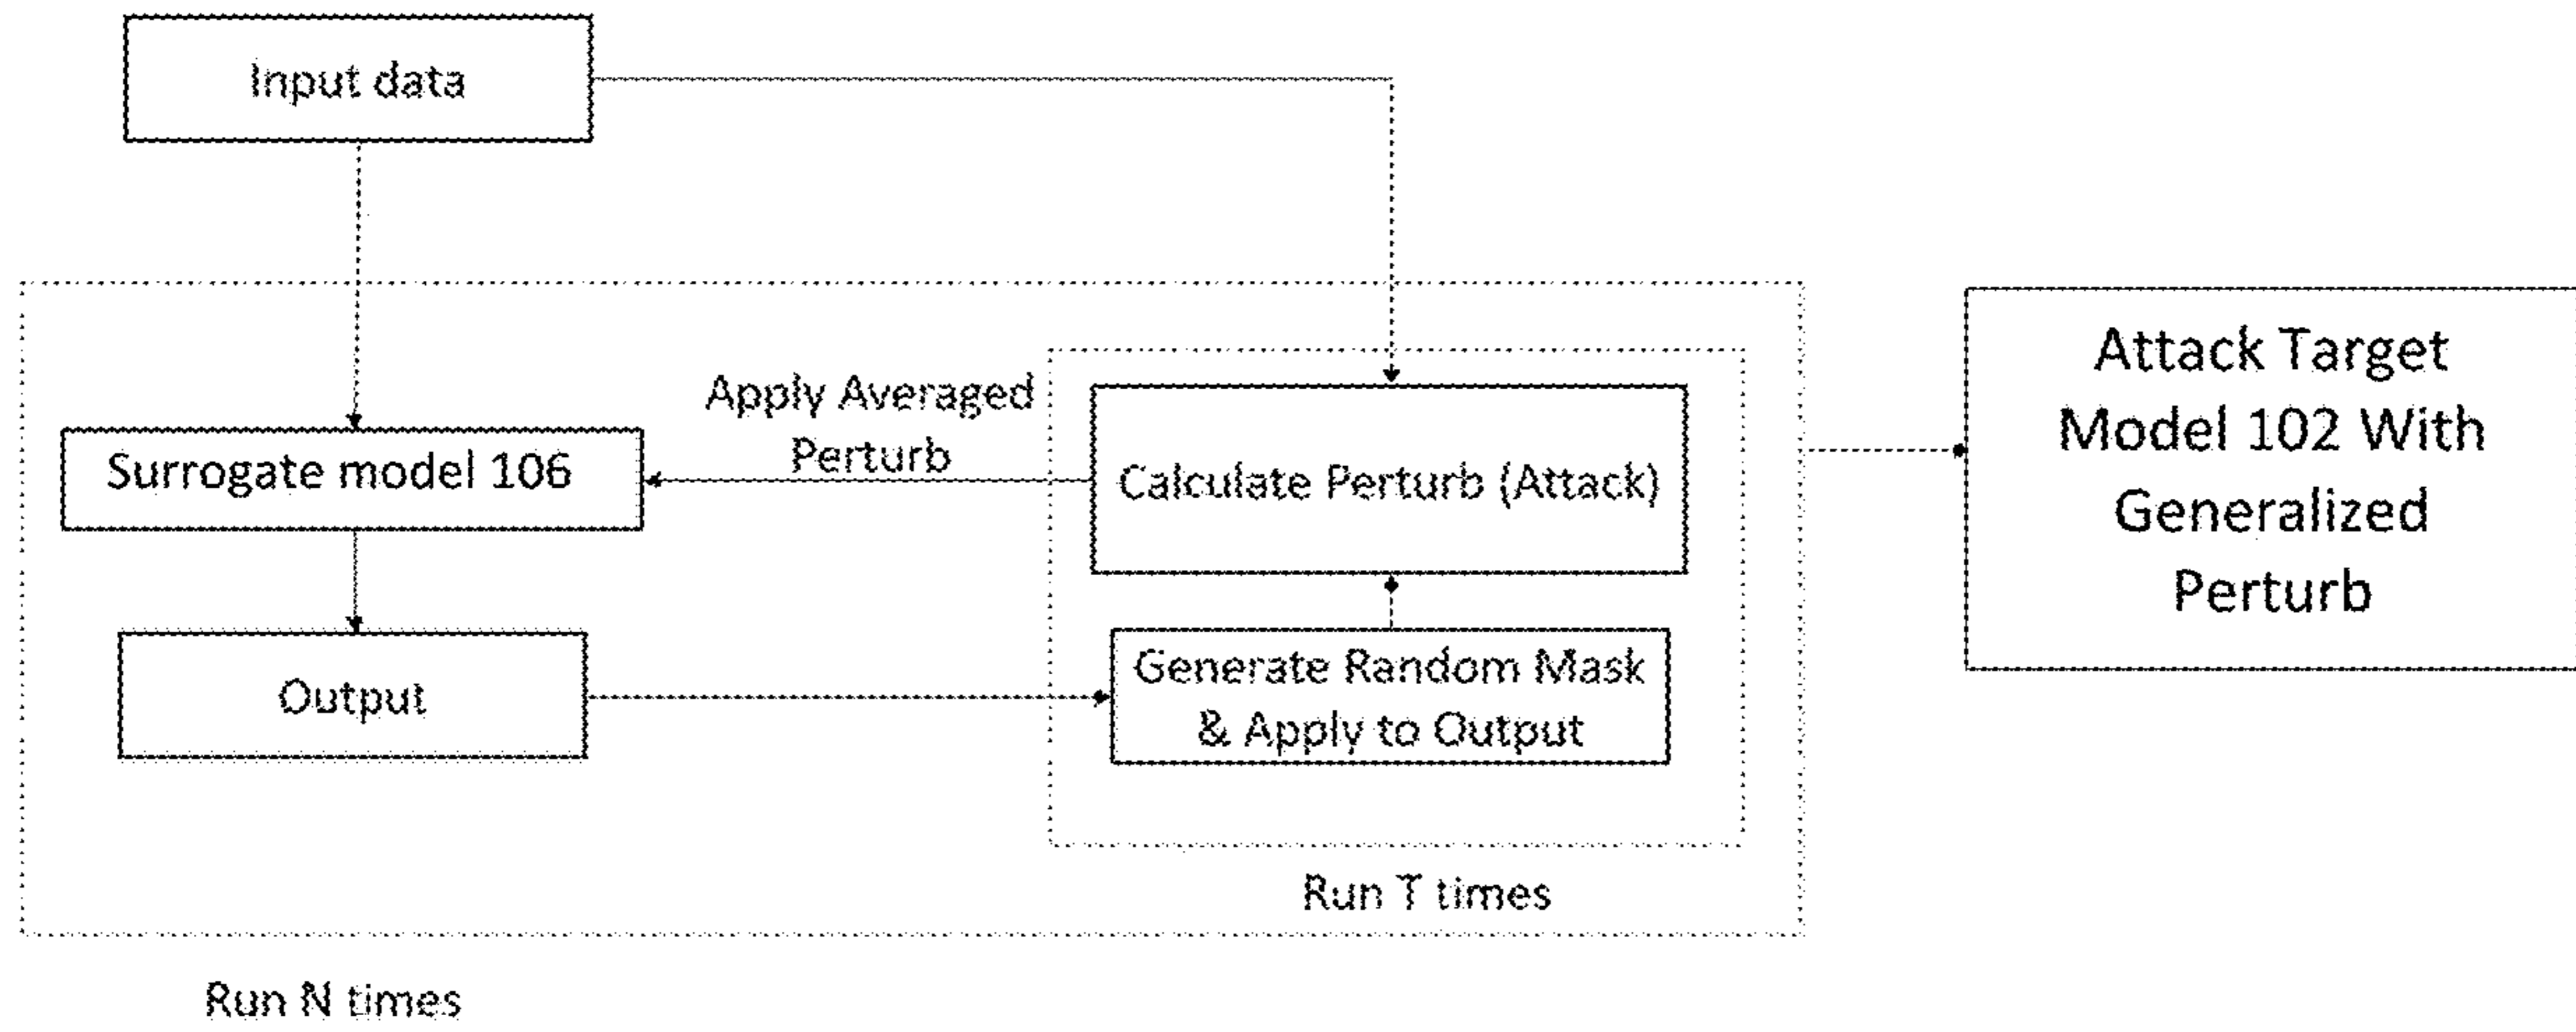 Input data
Apply Averaged
Perturb
Surrogate model 106
Calculate Perturb (Attack)
Output
Generate Random Mask
& Apply to Output
Run T times
Run N times
Attack Target
Model 102 With
Generalized
Perturb